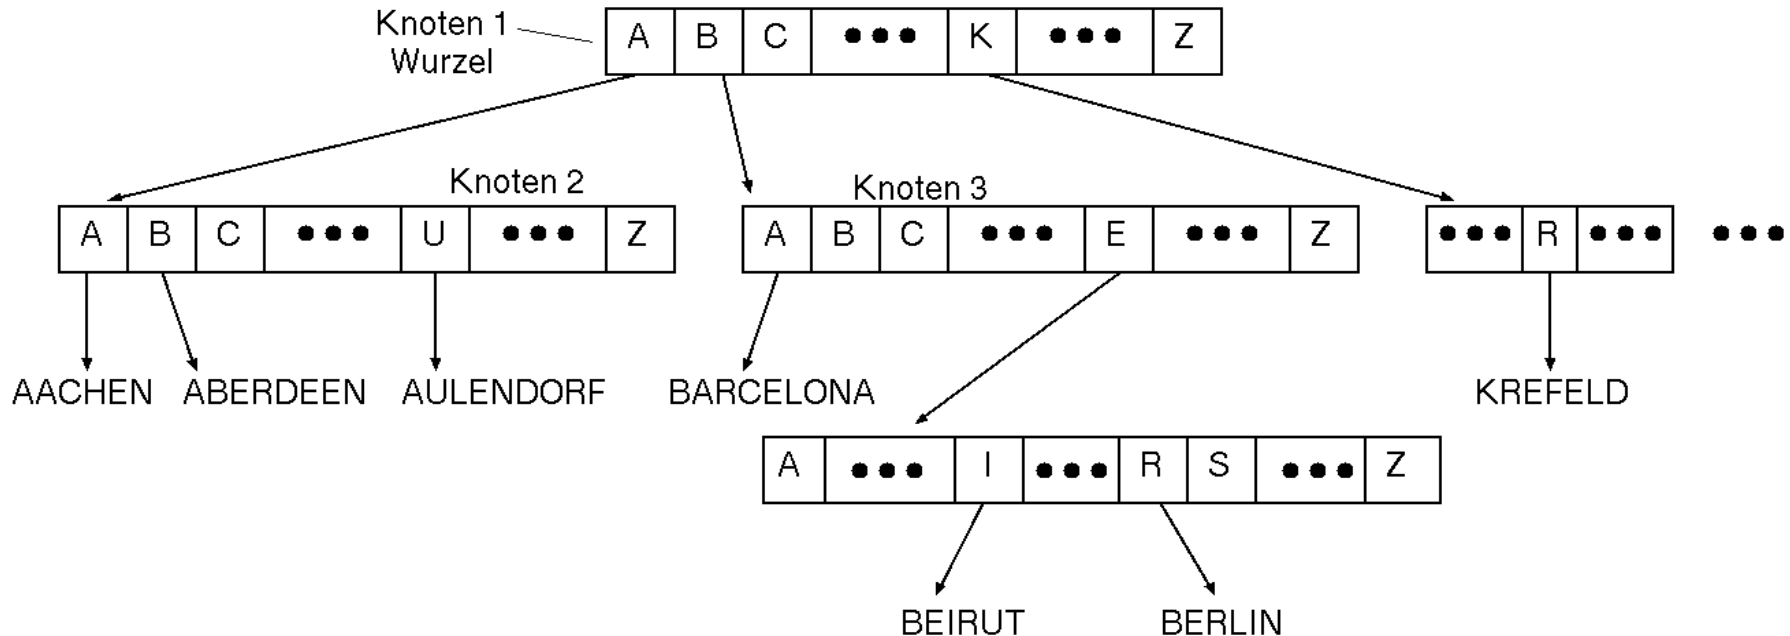 Knoten 1
Wurzel
A B C ●●● K ●●● Z
Knoten 2
Knoten 3
A B C ●●● U ●●● Z
A B C ●●● E ●●● Z
●●● R ●●● ●●●
AACHEN ABERDEEN AULENDORF BARCELONA KREFELD
A ●●● I ●●● R S ●●● Z
BEIRUT BERLIN